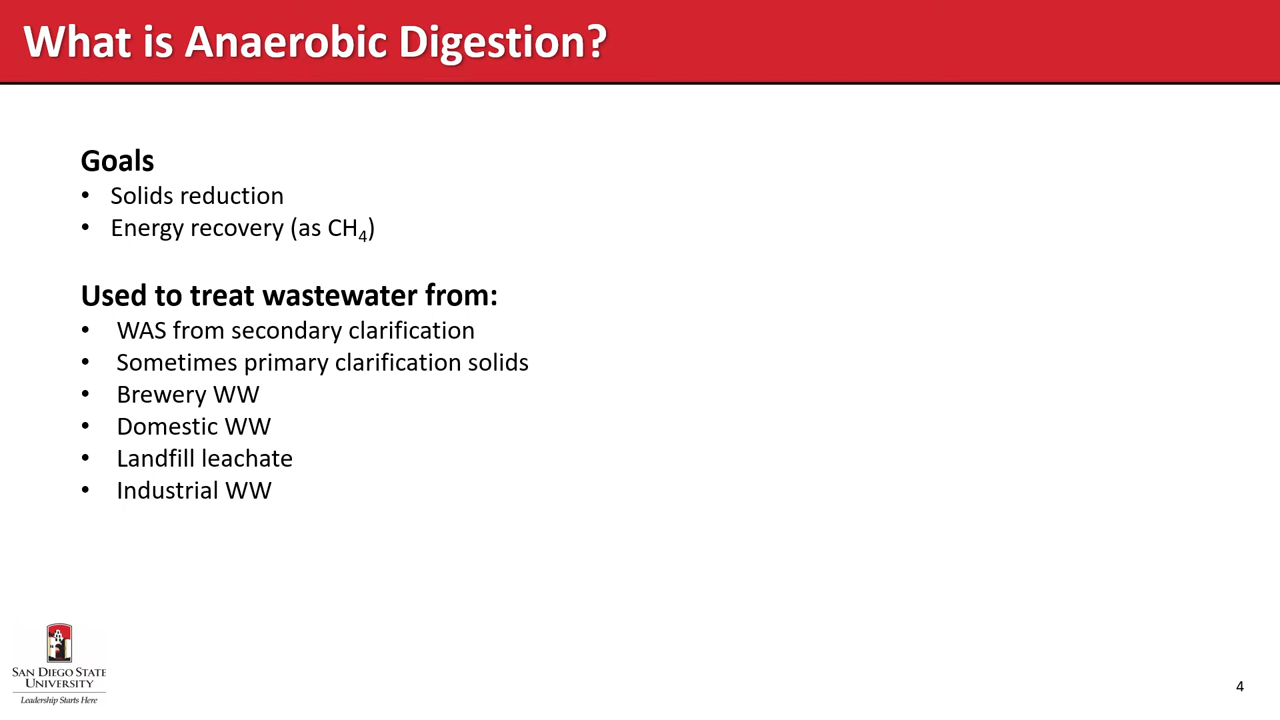 What is Anaerobic Digestion?
Goals
• Solids reduction
• Energy recovery (as CH₄)
Used to treat wastewater from:
• WAS from secondary clarification
• Sometimes primary clarification solids
• Brewery WW
• Domestic WW
• Landfill leachate
• Industrial WW
SAN DIEGO STATE
UNIVERSITY
Leadership Starts Here
4